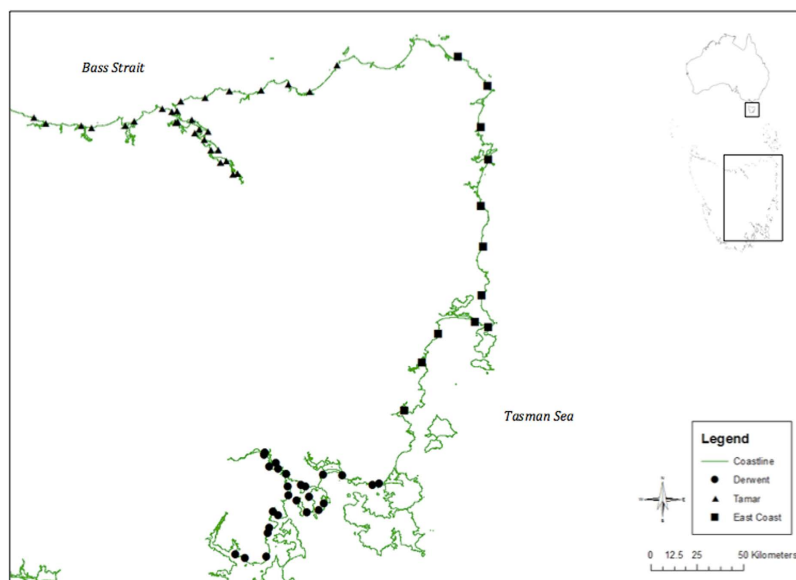 Bass Strait
Tasman Sea
Legend
Coastline
Derwent
Tamar
East Coast
N
W
E
S
0 12.5 25 50 Kilometers